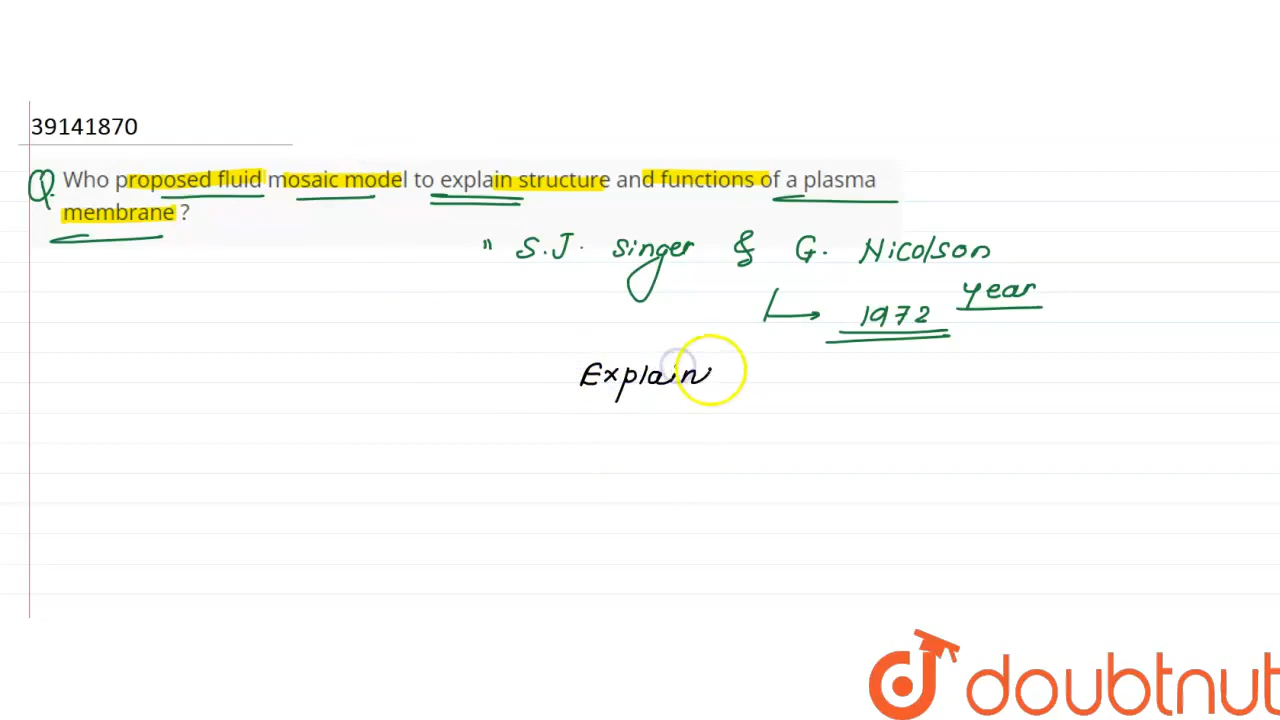 39141870
Q. Who proposed fluid mosaic model to explain structure and functions of a plasma
membrane ?
" S.J. Singer & G. Nicolson
1972 year
Explain
doubtnut